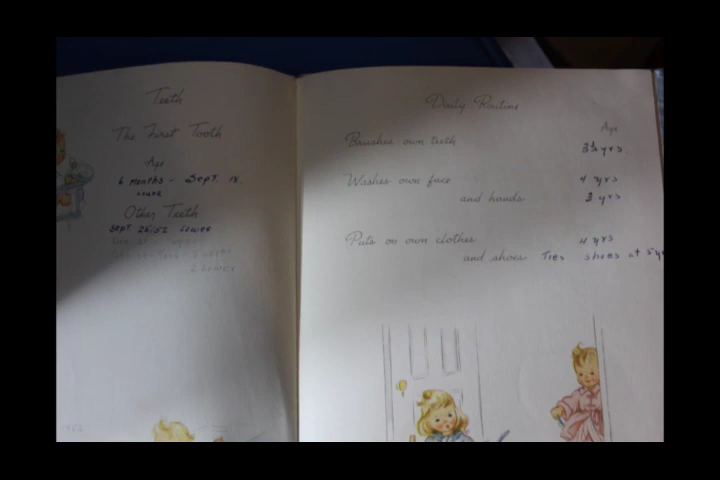 Teeth
The First Tooth
Age
6 months - Sept. 18.
Other Teeth
Sept 26/52 Lower
2 Lower
Daily Routine
Age
Brushes own teeth 3½ yrs
Washes own face 4 yrs
and hands 3 yrs
Puts on own clothes 4 yrs
and shoes Ties shoes at 5 y